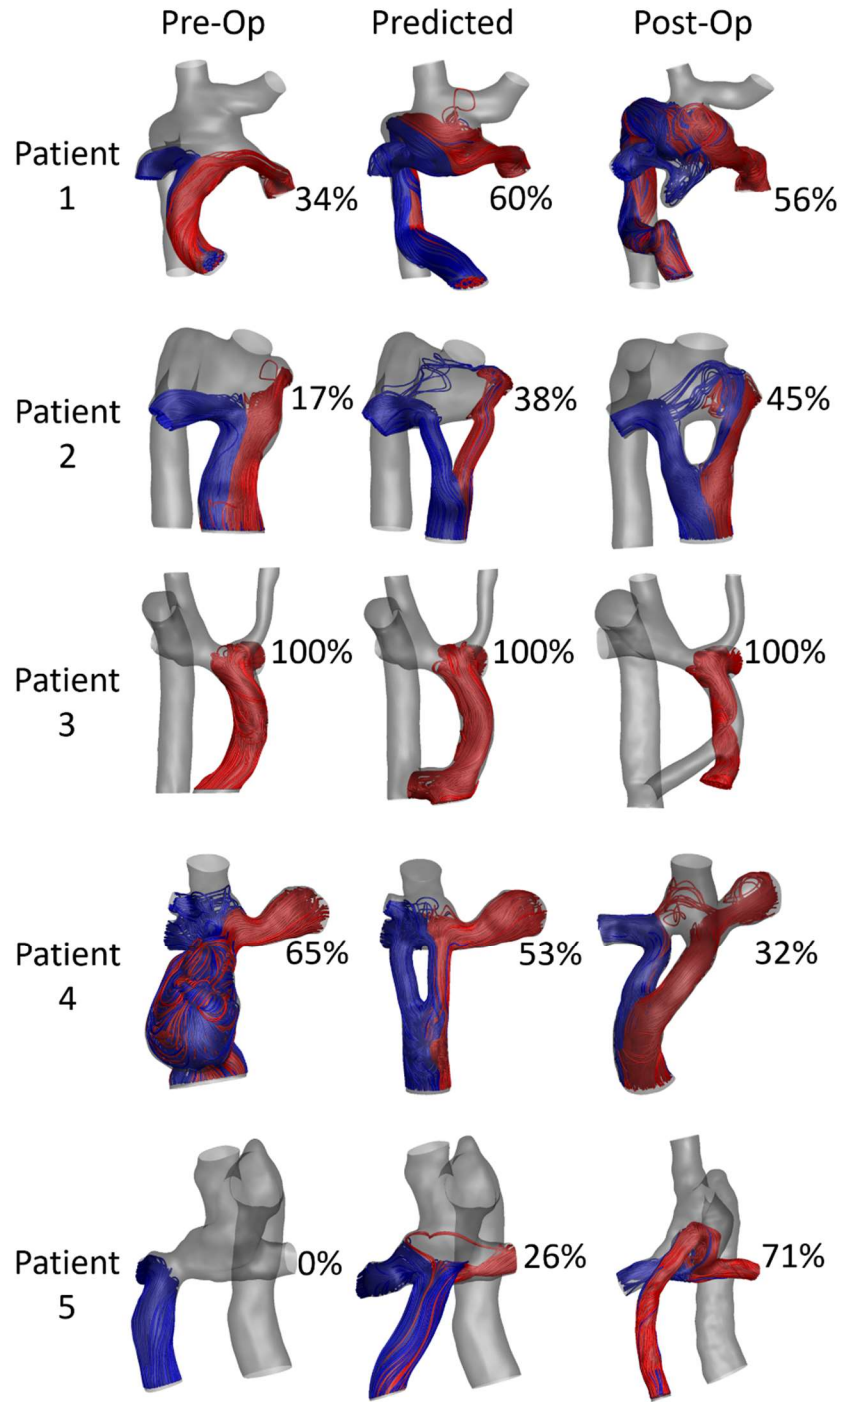 Pre-Op Predicted Post-Op
Patient
1
34% 60% 56%
Patient
2
17% 38% 45%
Patient
3
100% 100% 100%
Patient
4
65% 53% 32%
Patient
5
0% 26% 71%